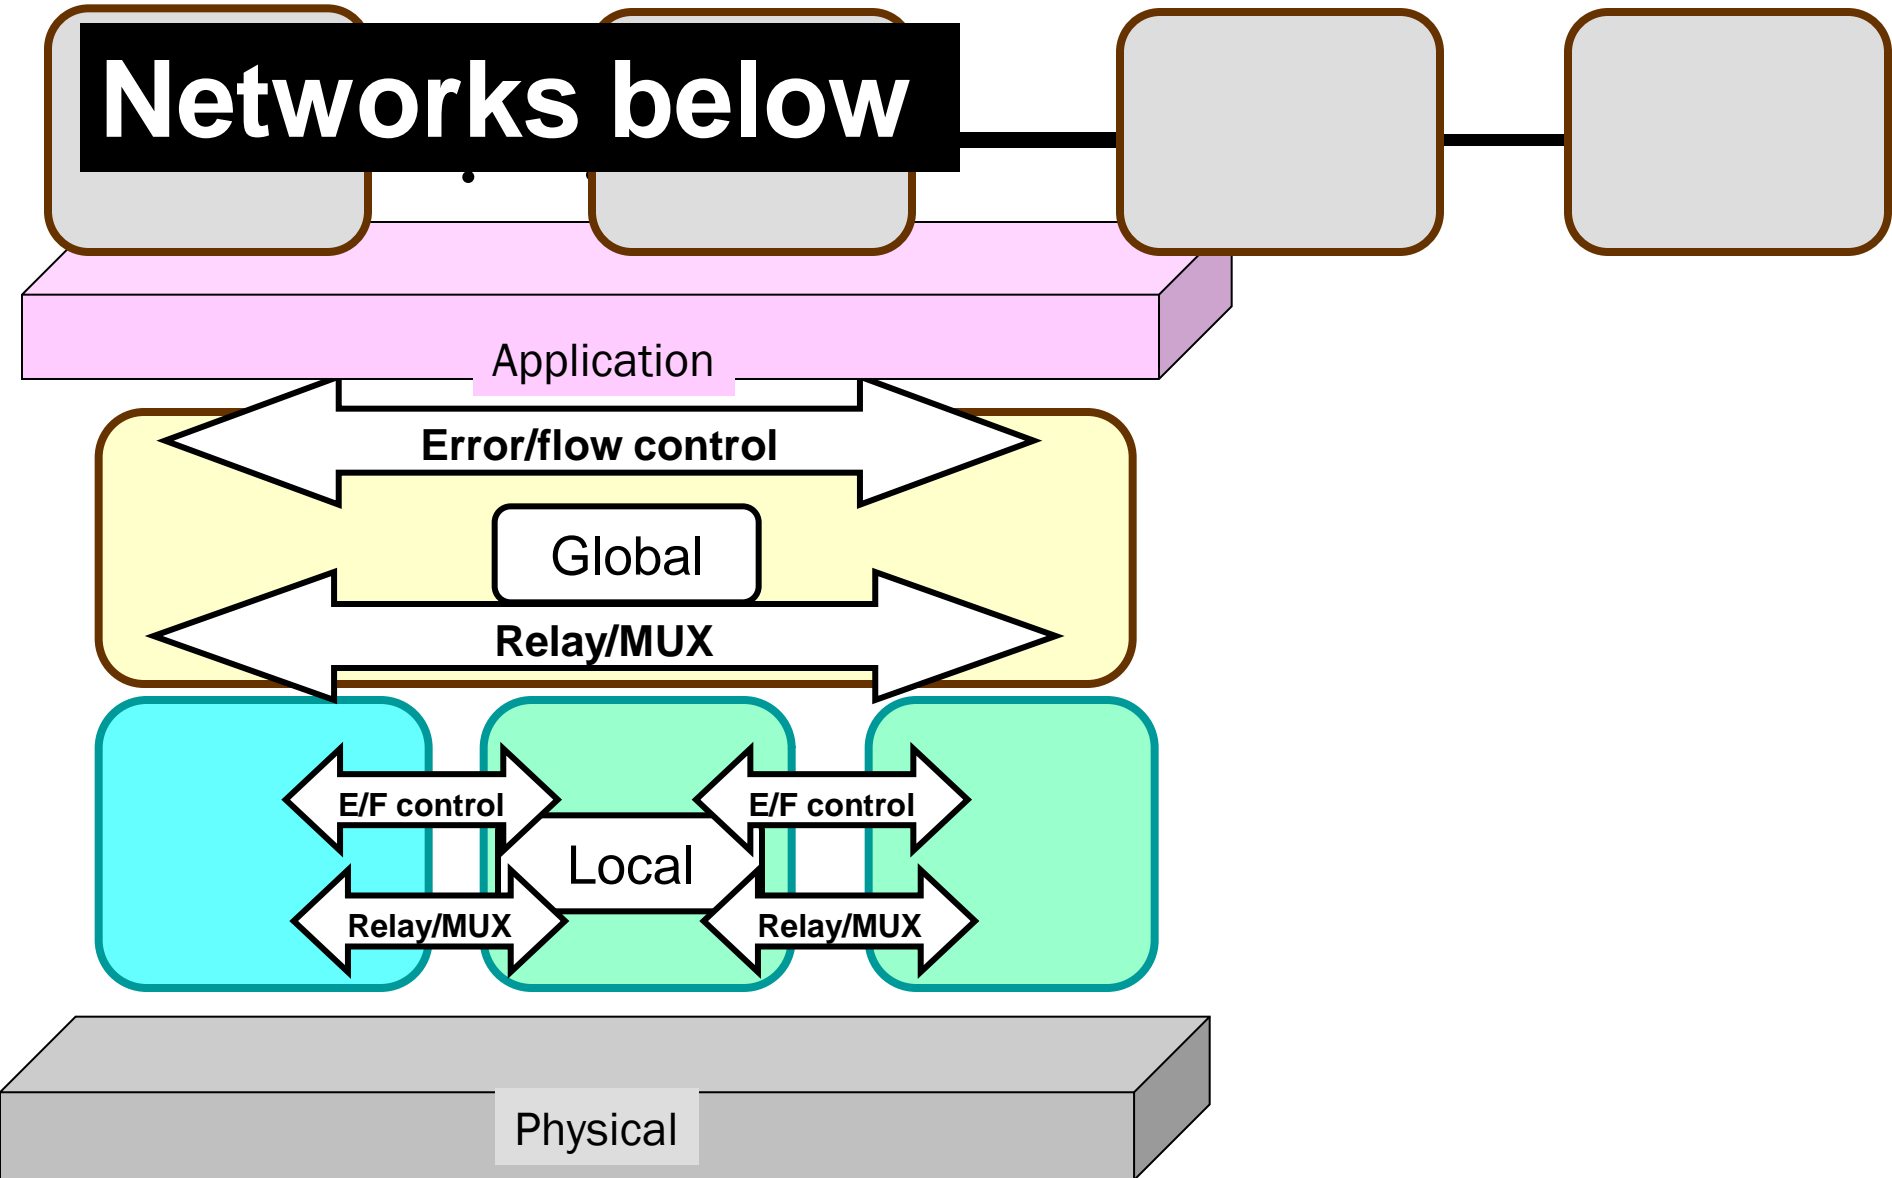 Networks below
Application
Error/flow control
Global
Relay/MUX
E/F control
E/F control
Local
Relay/MUX
Relay/MUX
Physical